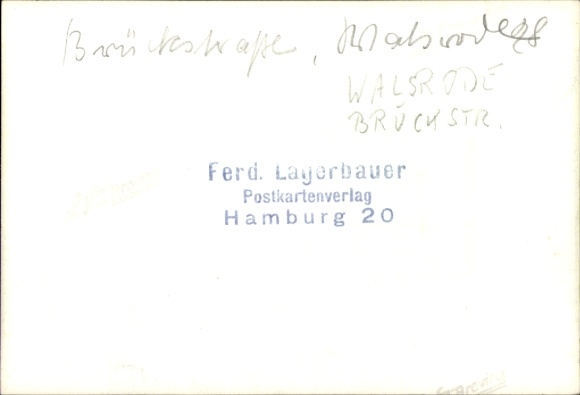 Brückstraße, Walsrode
WALSRODE
BRÜCKSTR.
Ferd. Lagerbauer
Postkartenverlag
Hamburg 20